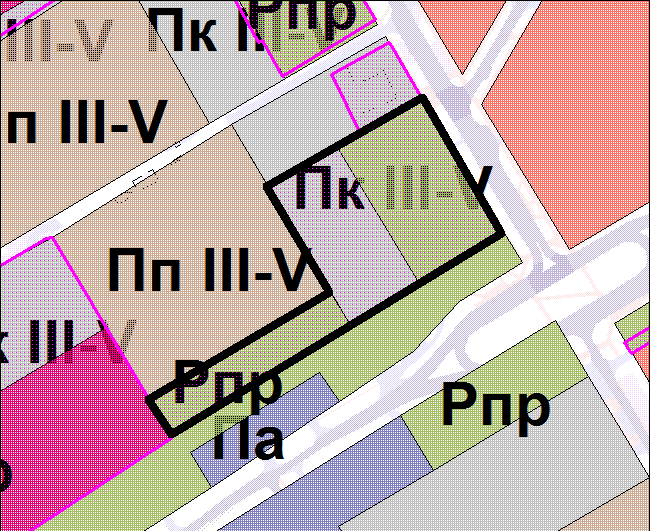 Рпр
III-V
Пк II
п III-V
Пк III-V
Пп III-V
к III-V
Рпр
Рпр
Па